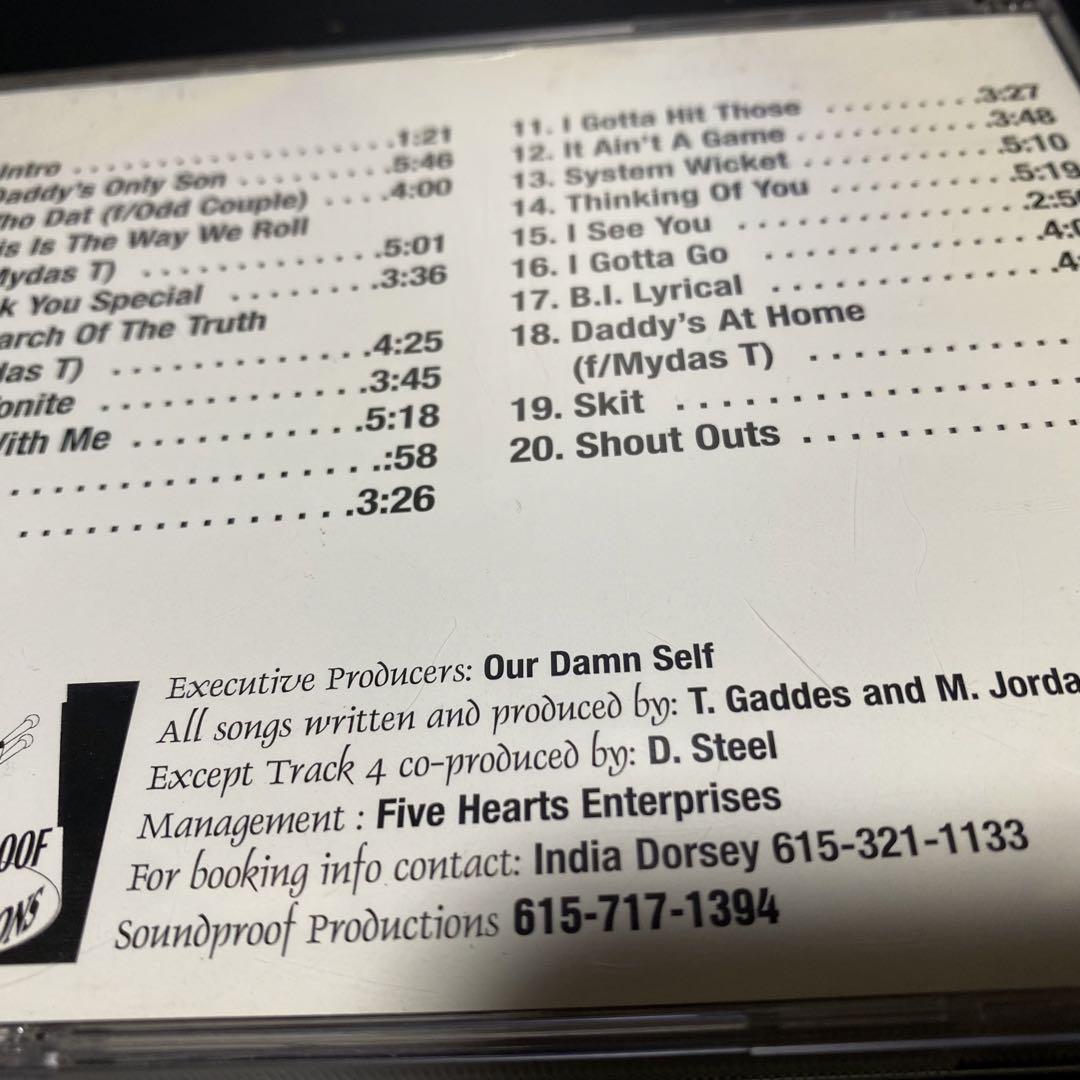 Intro . . . . . . . . . . . . . . . . . . . .1:21
Daddy's Only Son . . . . . . . . . .5:46
ho Dat (f/Odd Couple) . . . .4:00
is Is The Way We Roll
Mydas T) . . . . . . . . . . . . . . .5:01
k You Special . . . . . . . .3:36
arch Of The Truth
das T) . . . . . . . . . . . . .4:25
onite . . . . . . . . . . . . .3:45
With Me . . . . . . . . . . .5:18
. . . . . . . . . . . . . . . . . .:58
. . . . . . . . . . . . . . . .3:26
11. I Gotta Hit Those . . . . . . . . . .3:27
12. It Ain't A Game . . . . . . . . . . . .3:48
13. System Wicket . . . . . . . . . . . .5:10
14. Thinking Of You . . . . . . . . . . .5:19
15. I See You . . . . . . . . . . . . . . . .2:5
16. I Gotta Go . . . . . . . . . . . . . . .4:0
17. B.I. Lyrical . . . . . . . . . . . . . . .4:
18. Daddy's At Home
(f/Mydas T) . . . . . . . . . . . .
19. Skit . . . . . . . . . . . . . . . . . .
20. Shout Outs . . . . . . . . . . . .
Executive Producers: Our Damn Self
All songs written and produced by: T. Gaddes and M. Jorda
Except Track 4 co-produced by: D. Steel
Management : Five Hearts Enterprises
For booking info contact: India Dorsey 615-321-1133
Soundproof Productions 615-717-1394
OOF
ONS